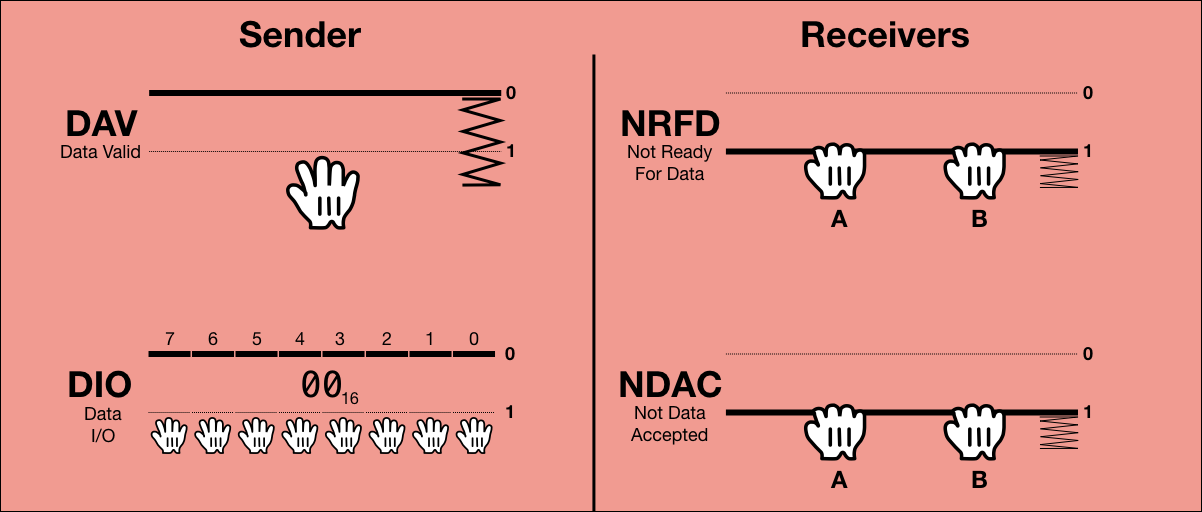 Sender
0
DAV
Data Valid
1
7 6 5 4 3 2 1 0
0
DIO
Data
I/O
00₁₆
1
Receivers
0
NRFD
Not Ready
For Data
1
A B
0
NDAC
Not Data
Accepted
1
A B